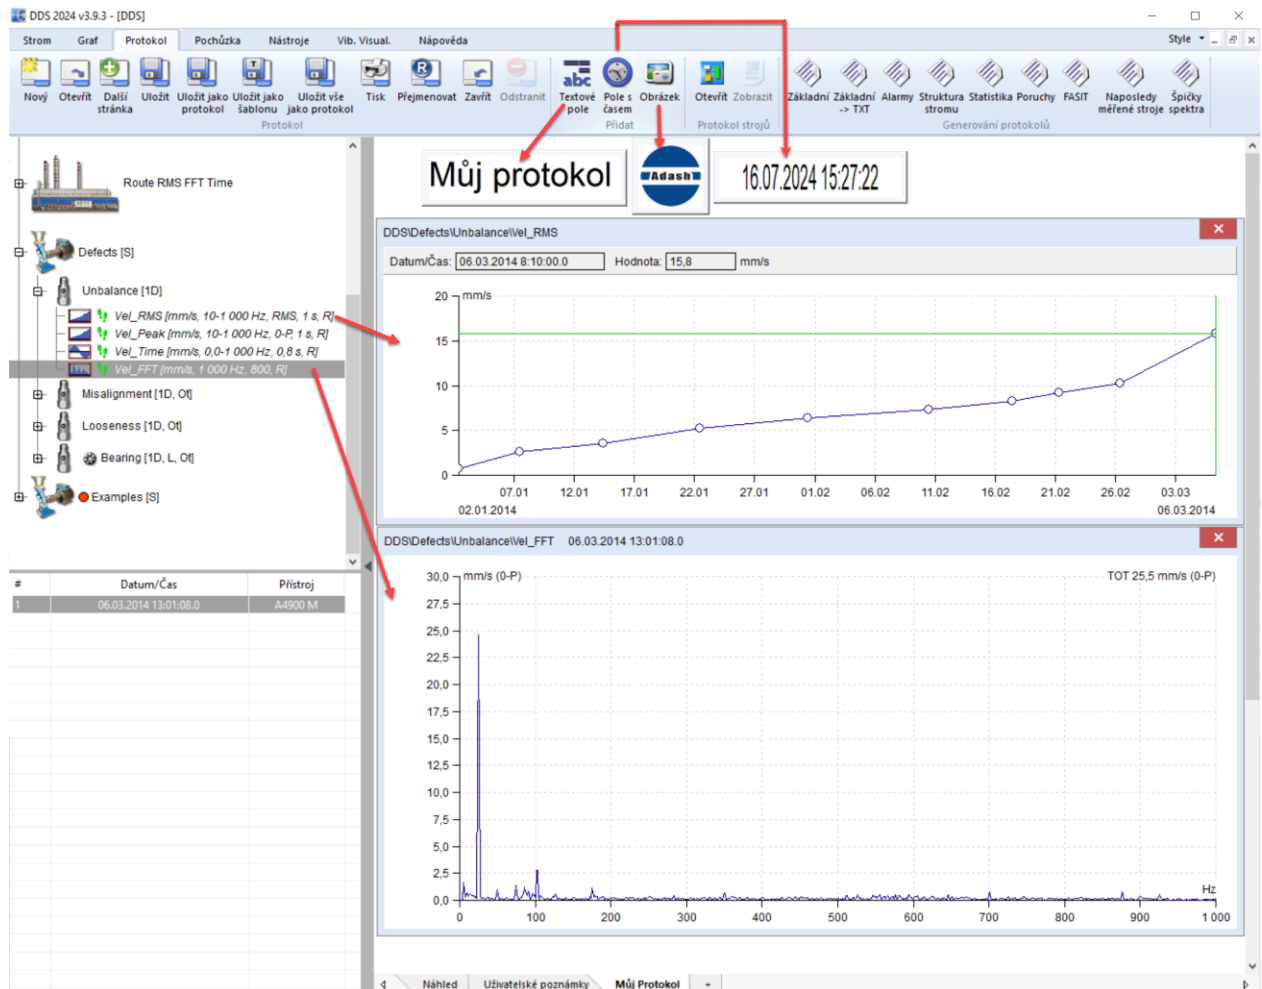 DDS 2024 v3.9.3 - [DDS]
Strom Graf Protokol Pochůzka Nástroje Vib. Visual. Nápověda Style
Nový Otevřít Další stránka Uložit Uložit jako protokol Uložit jako šablonu Uložit vše jako protokol Tisk Přejmenovat Zavřít Odstranit Textové pole Pole s časem Obrázek Otevřít Zobrazit Základní Základní -> TXT Alarmy Struktura stromu Statistika Poruchy FASIT Naposledy měřené stroje Špičky spektra
Protokol Přidat Protokol strojů Generování protokolů
Route RMS FFT Time
Defects [S]
Unbalance [1D]
Vel_RMS [mm/s, 10-1 000 Hz, RMS, 1 s, R]
Vel_Peak [mm/s, 10-1 000 Hz, 0-P, 1 s, R]
Vel_Time [mm/s, 0,0-1 000 Hz, 0,8 s, R]
Vel_FFT [mm/s, 1 000 Hz, 800, R]
Misalignment [1D, Ot]
Looseness [1D, Ot]
Bearing [1D, L, Ot]
Examples [S]
# Datum/Čas Přístroj
1 06.03.2014 13:01:08.0 A4900 M
Můj protokol
Adash
16.07.2024 15:27:22
DDS\Defects\Unbalance\Vel_RMS
Datum/Čas: 06.03.2014 8:10:00.0 Hodnota: 15,8 mm/s
mm/s
20
15
10
5
0
07.01 12.01 17.01 22.01 27.01 01.02 06.02 11.02 16.02 21.02 26.02 03.03
02.01.2014 06.03.2014
DDS\Defects\Unbalance\Vel_FFT 06.03.2014 13:01:08.0
mm/s (0-P) TOT 25,5 mm/s (0-P)
30,0
27,5
25,0
22,5
20,0
17,5
15,0
12,5
10,0
7,5
5,0
2,5
0,0
Hz
0 100 200 300 400 500 600 700 800 900 1 000
Náhled Uživatelské poznámky Můj Protokol +